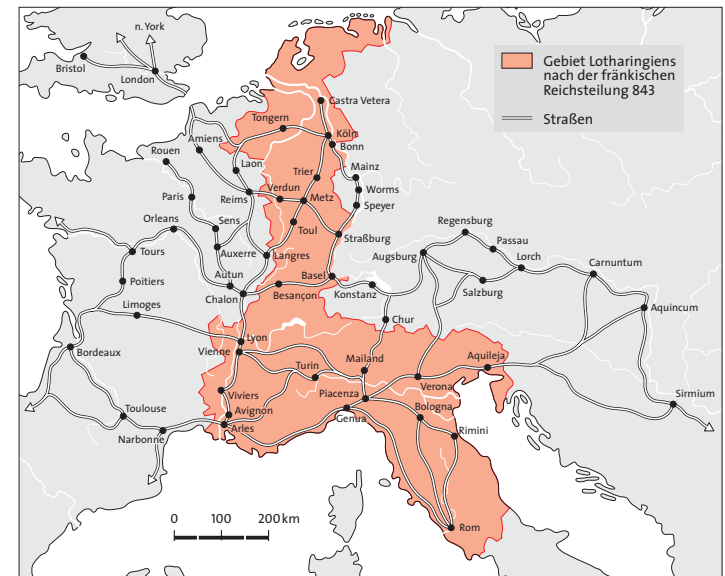 n. York
Bristol
London
Gebiet Lotharingiens
nach der fränkischen
Reichsteilung 843
Straßen
Castra Vetera
Tongern
Köln
Bonn
Amiens
Rouen
Laon
Trier
Mainz
Verdun
Worms
Paris
Reims
Metz
Speyer
Orleans
Sens
Toul
Straßburg
Regensburg
Passau
Tours
Auxerre
Langres
Augsburg
Lorch
Carnuntum
Autun
Basel
Poitiers
Chalon
Besançon
Konstanz
Salzburg
Limoges
Aquincum
Chur
Lyon
Vienne
Bordeaux
Mailand
Aquileja
Turin
Verona
Viviers
Piacenza
Sirmium
Toulouse
Avignon
Bologna
Genua
Arles
Rimini
Narbonne
0 100 200 km
Rom